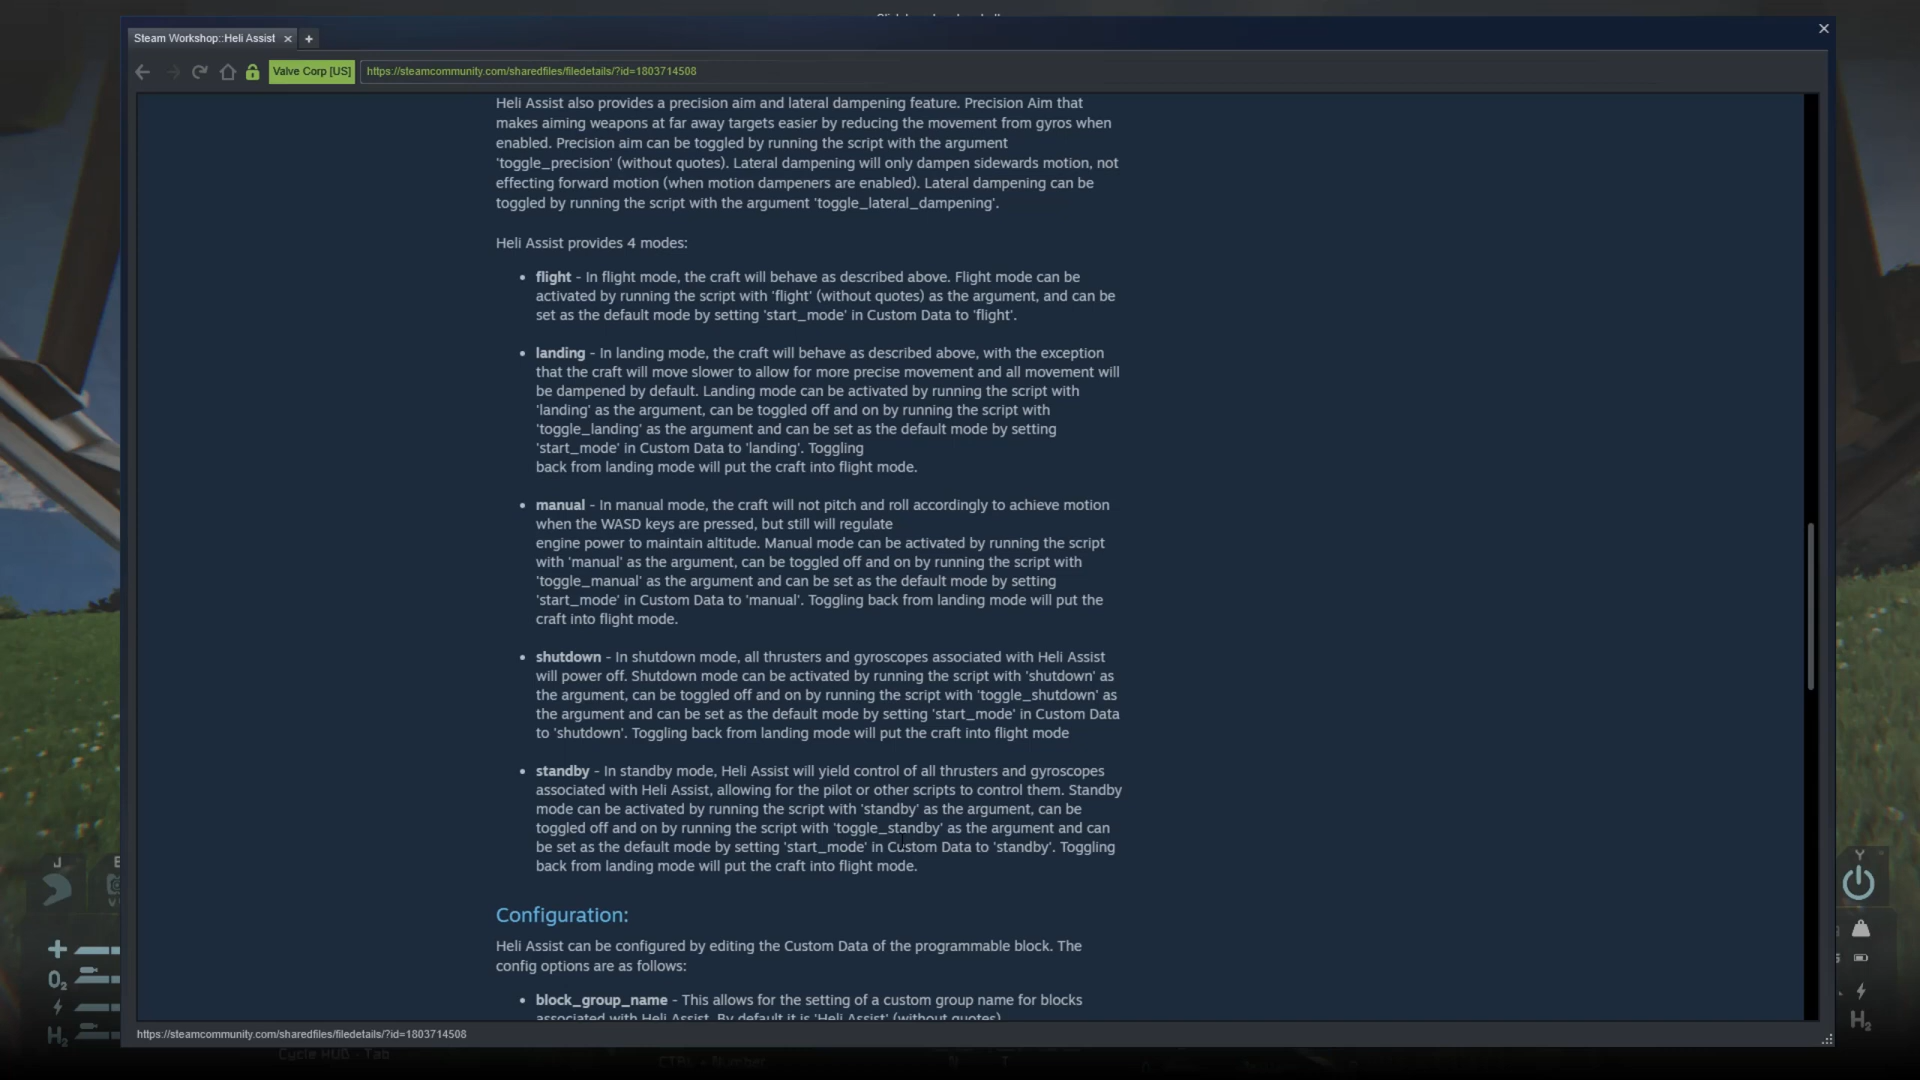 Steam Workshop::Heli Assist
Valve Corp [US]
https://steamcommunity.com/sharedfiles/filedetails/?id=1803714508
Heli Assist also provides a precision aim and lateral dampening feature. Precision Aim that
makes aiming weapons at far away targets easier by reducing the movement from gyros when
enabled. Precision aim can be toggled by running the script with the argument
'toggle_precision' (without quotes). Lateral dampening will only dampen sidewards motion, not
effecting forward motion (when motion dampeners are enabled). Lateral dampening can be
toggled by running the script with the argument 'toggle_lateral_dampening'.
Heli Assist provides 4 modes:
• flight - In flight mode, the craft will behave as described above. Flight mode can be
activated by running the script with 'flight' (without quotes) as the argument, and can be
set as the default mode by setting 'start_mode' in Custom Data to 'flight'.
• landing - In landing mode, the craft will behave as described above, with the exception
that the craft will move slower to allow for more precise movement and all movement will
be dampened by default. Landing mode can be activated by running the script with
'landing' as the argument, can be toggled off and on by running the script with
'toggle_landing' as the argument and can be set as the default mode by setting
'start_mode' in Custom Data to 'landing'. Toggling
back from landing mode will put the craft into flight mode.
• manual - In manual mode, the craft will not pitch and roll accordingly to achieve motion
when the WASD keys are pressed, but still will regulate
engine power to maintain altitude. Manual mode can be activated by running the script
with 'manual' as the argument, can be toggled off and on by running the script with
'toggle_manual' as the argument and can be set as the default mode by setting
'start_mode' in Custom Data to 'manual'. Toggling back from landing mode will put the
craft into flight mode.
• shutdown - In shutdown mode, all thrusters and gyroscopes associated with Heli Assist
will power off. Shutdown mode can be activated by running the script with 'shutdown' as
the argument, can be toggled off and on by running the script with 'toggle_shutdown' as
the argument and can be set as the default mode by setting 'start_mode' in Custom Data
to 'shutdown'. Toggling back from landing mode will put the craft into flight mode
• standby - In standby mode, Heli Assist will yield control of all thrusters and gyroscopes
associated with Heli Assist, allowing for the pilot or other scripts to control them. Standby
mode can be activated by running the script with 'standby' as the argument, can be
toggled off and on by running the script with 'toggle_standby' as the argument and can
be set as the default mode by setting 'start_mode' in Custom Data to 'standby'. Toggling
back from landing mode will put the craft into flight mode.
Configuration:
Heli Assist can be configured by editing the Custom Data of the programmable block. The
config options are as follows:
• block_group_name - This allows for the setting of a custom group name for blocks
associated with Heli Assist. By default it is 'Heli Assist' (without quotes)
https://steamcommunity.com/sharedfiles/filedetails/?id=1803714508
J
Y
O2
H2
H2
Cycle HUD - Tab
CTRL - Number